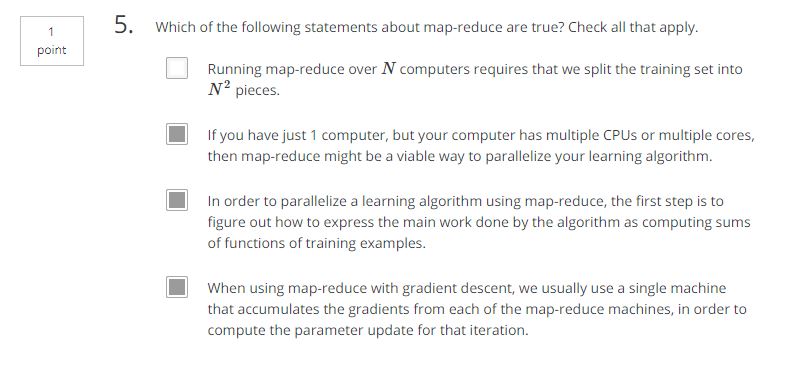 1
point
5. Which of the following statements about map-reduce are true? Check all that apply.
Running map-reduce over N computers requires that we split the training set into
N² pieces.
If you have just 1 computer, but your computer has multiple CPUs or multiple cores,
then map-reduce might be a viable way to parallelize your learning algorithm.
In order to parallelize a learning algorithm using map-reduce, the first step is to
figure out how to express the main work done by the algorithm as computing sums
of functions of training examples.
When using map-reduce with gradient descent, we usually use a single machine
that accumulates the gradients from each of the map-reduce machines, in order to
compute the parameter update for that iteration.